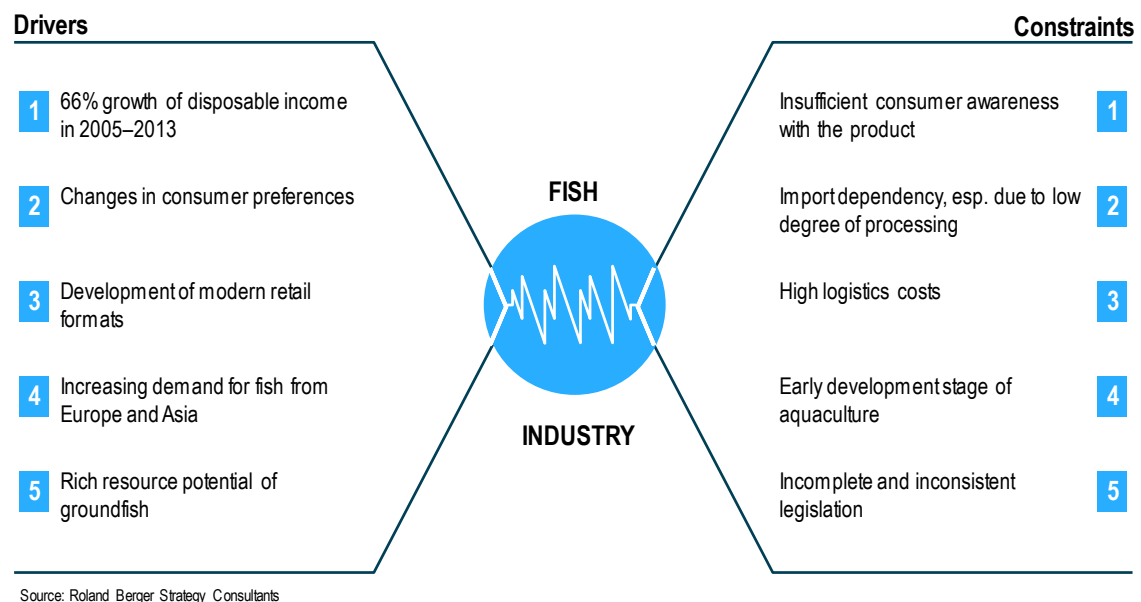 Drivers
1
66% growth of disposable income
in 2005–2013
2
Changes in consumer preferences
3
Development of modern retail
formats
4
Increasing demand for fish from
Europe and Asia
5
Rich resource potential of
groundfish
FISH
INDUSTRY
Constraints
Insufficient consumer awareness
with the product
1
Import dependency, esp. due to low
degree of processing
2
High logistics costs
3
Early development stage of
aquaculture
4
Incomplete and inconsistent
legislation
5
Source: Roland Berger Strategy Consultants